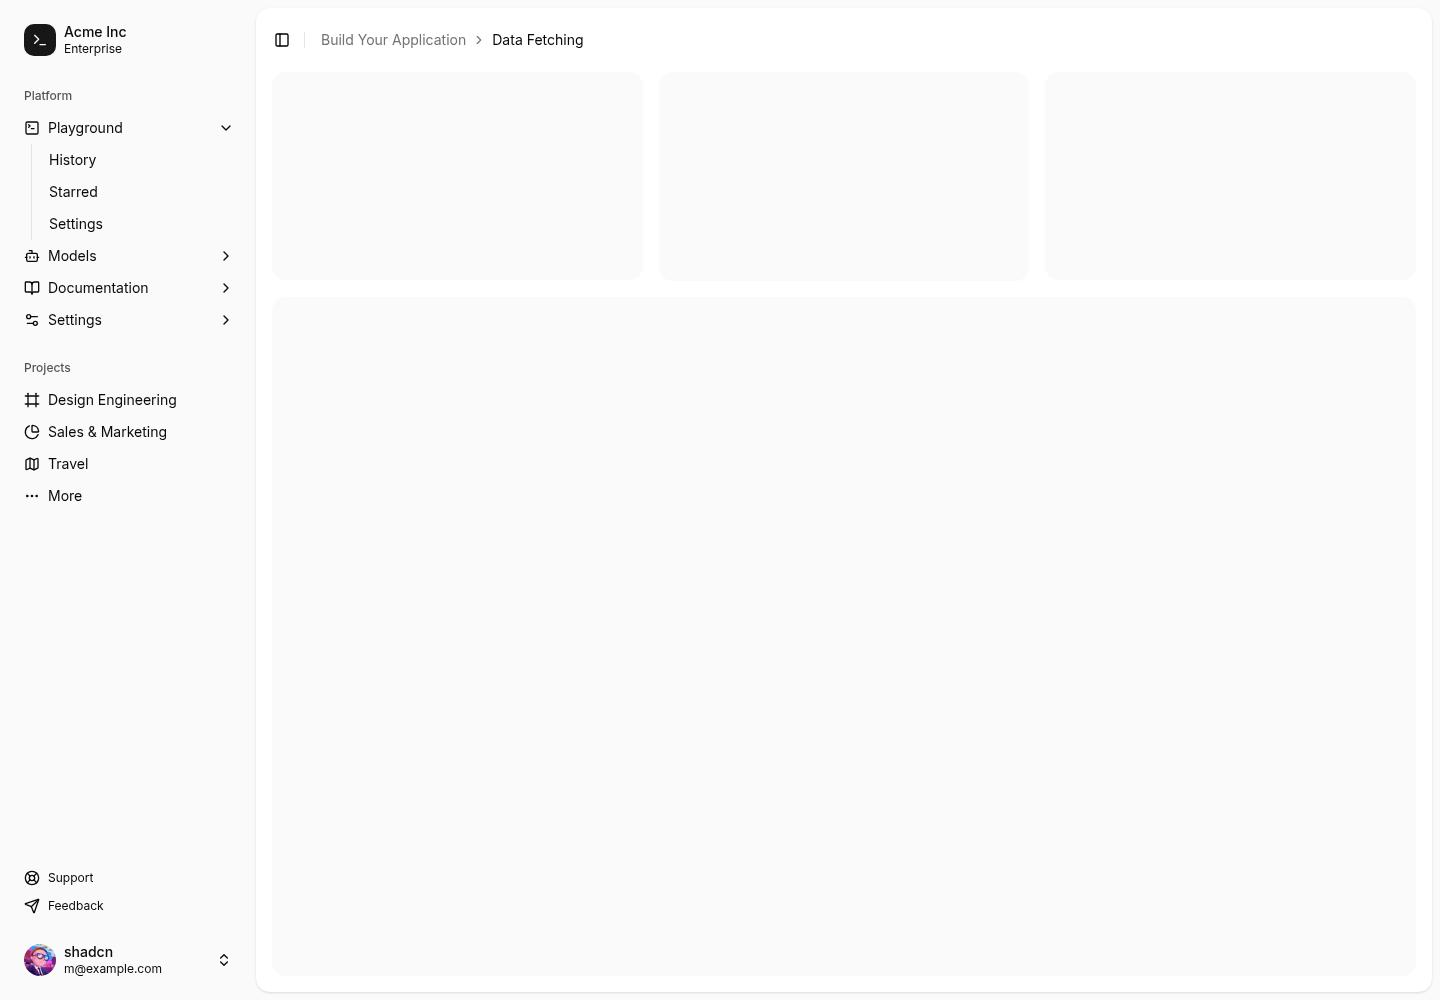 Acme Inc
Enterprise
Platform
Playground
History
Starred
Settings
Models
Documentation
Settings
Projects
Design Engineering
Sales & Marketing
Travel
More
Support
Feedback
shadcn
m@example.com
Build Your Application
Data Fetching